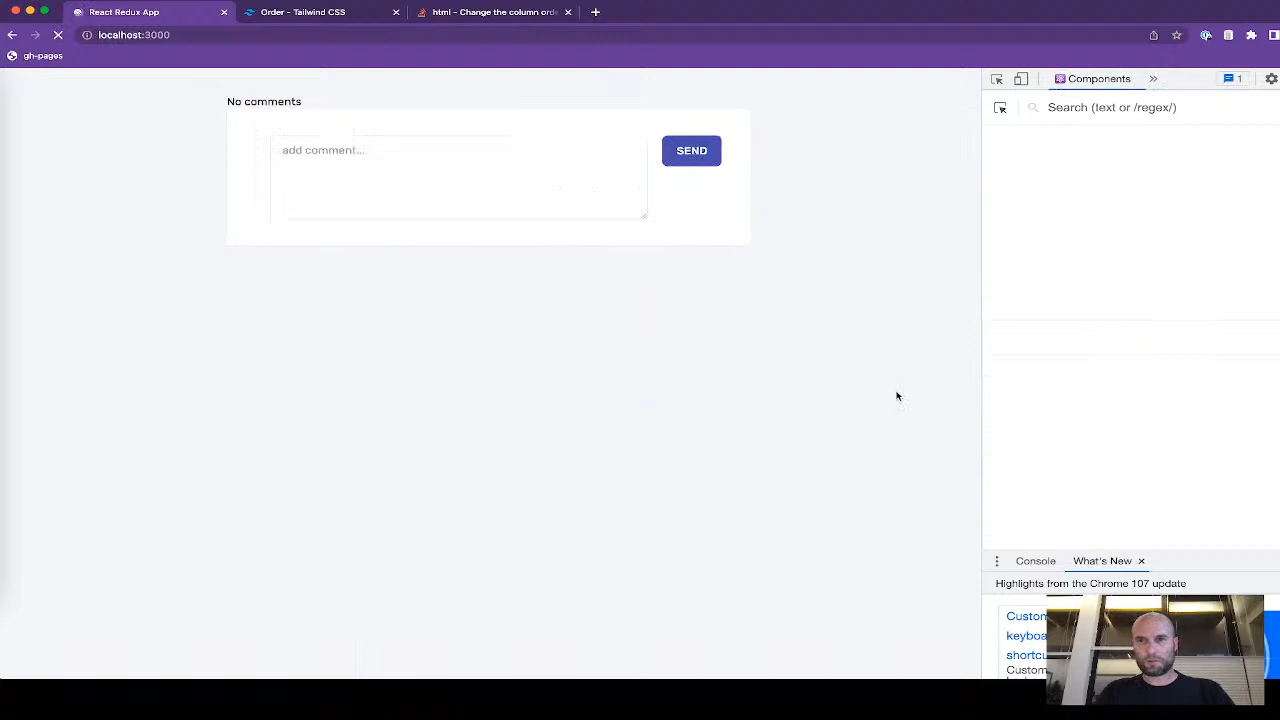 React Redux App
Order - Tailwind CSS
html - Change the column orde
localhost:3000
gh-pages
Components
1
Search (text or /regex/)
No comments
add comment...
SEND
Console
What's New
Highlights from the Chrome 107 update
Custom
keyboa
shortcu
Custom